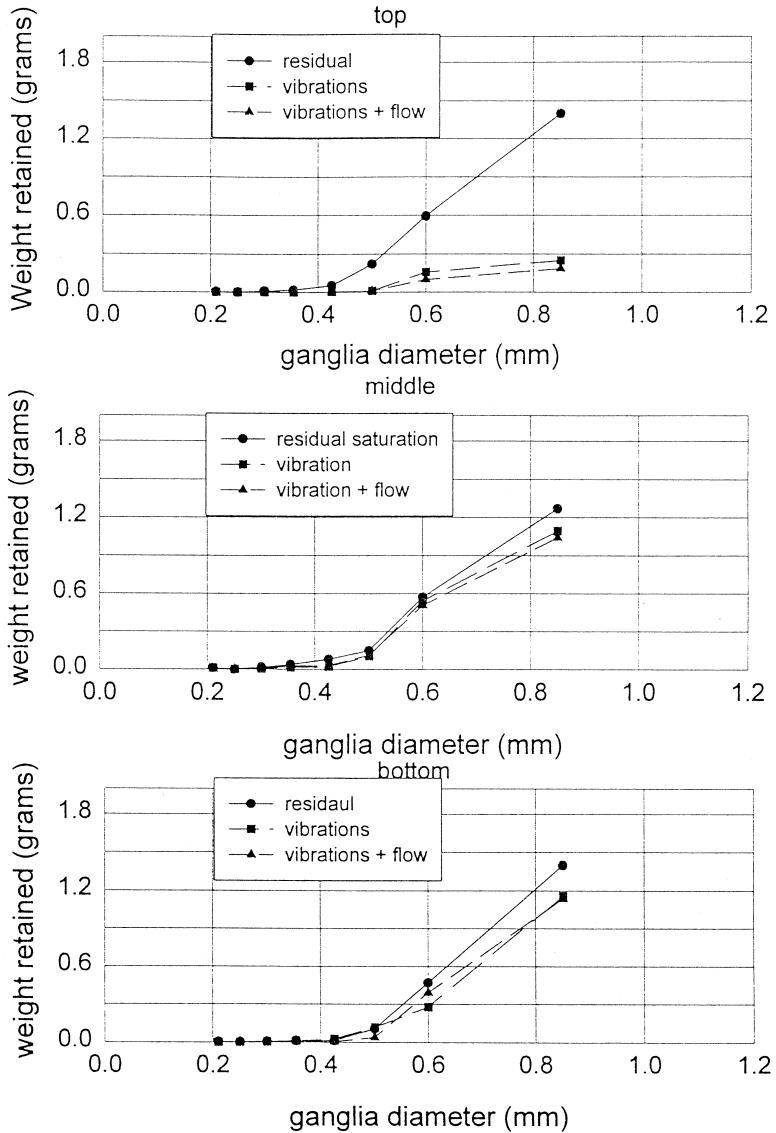 top
Weight retained (grams)
1.8
1.2
0.6
0.0
residual
vibrations
vibrations + flow
0.0 0.2 0.4 0.6 0.8 1.0 1.2
ganglia diameter (mm)
middle
weight retained (grams)
1.8
1.2
0.6
0.0
residual saturation
vibration
vibration + flow
0.0 0.2 0.4 0.6 0.8 1.0 1.2
ganglia diameter (mm)
bottom
weight retained (grams)
1.8
1.2
0.6
0.0
residaul
vibrations
vibrations + flow
0.0 0.2 0.4 0.6 0.8 1.0 1.2
ganglia diameter (mm)